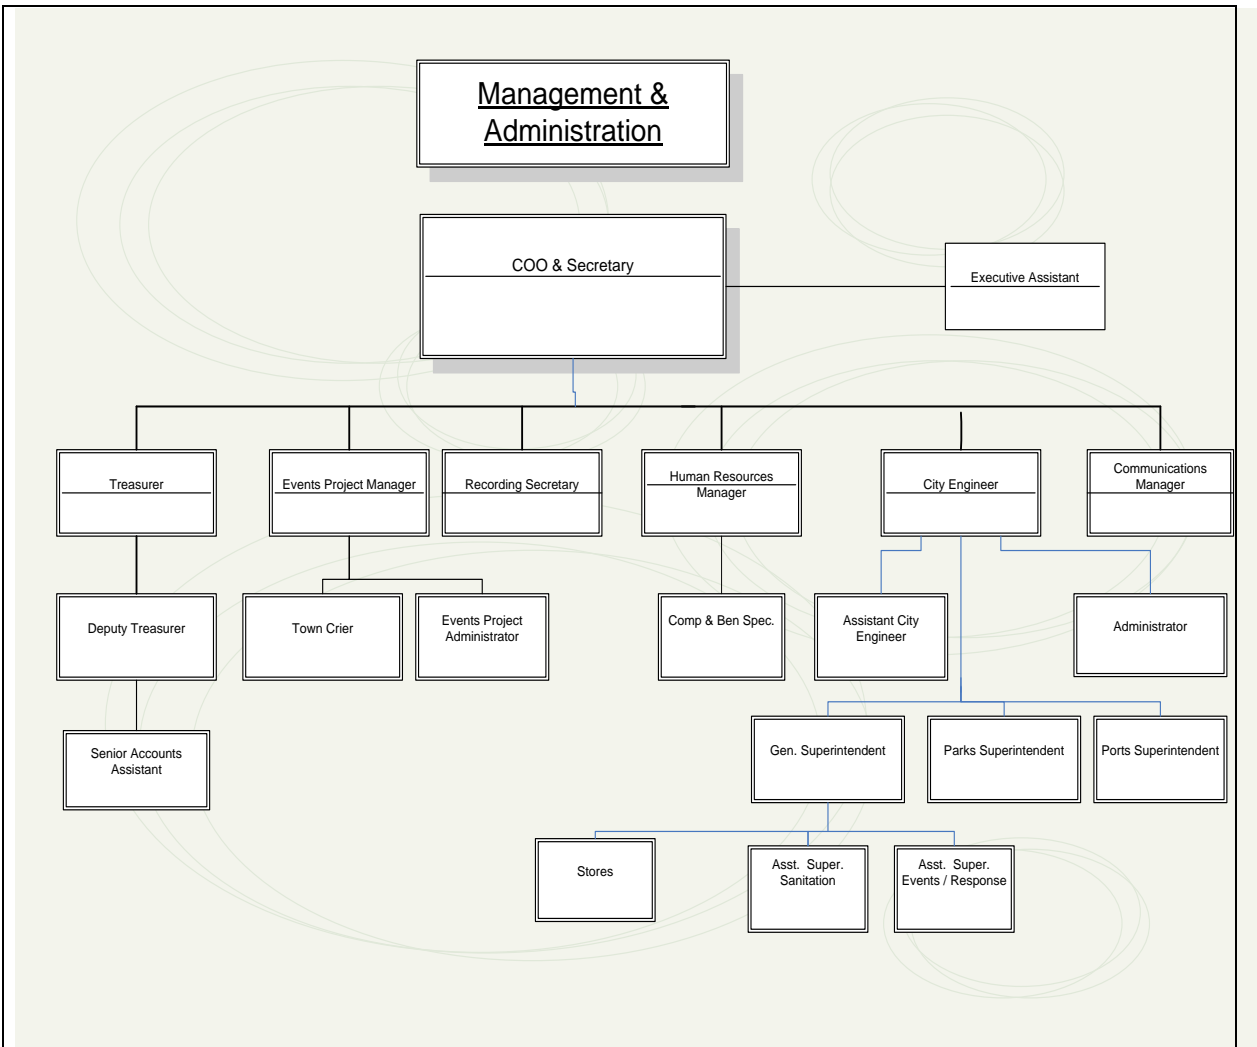 Management &
Administration
COO & Secretary
Executive Assistant
Treasurer
Events Project Manager
Recording Secretary
Human Resources
Manager
City Engineer
Communications
Manager
Deputy Treasurer
Town Crier
Events Project
Administrator
Comp & Ben Spec.
Assistant City
Engineer
Administrator
Senior Accounts
Assistant
Gen. Superintendent
Parks Superintendent
Ports Superintendent
Stores
Asst. Super.
Sanitation
Asst. Super.
Events / Response